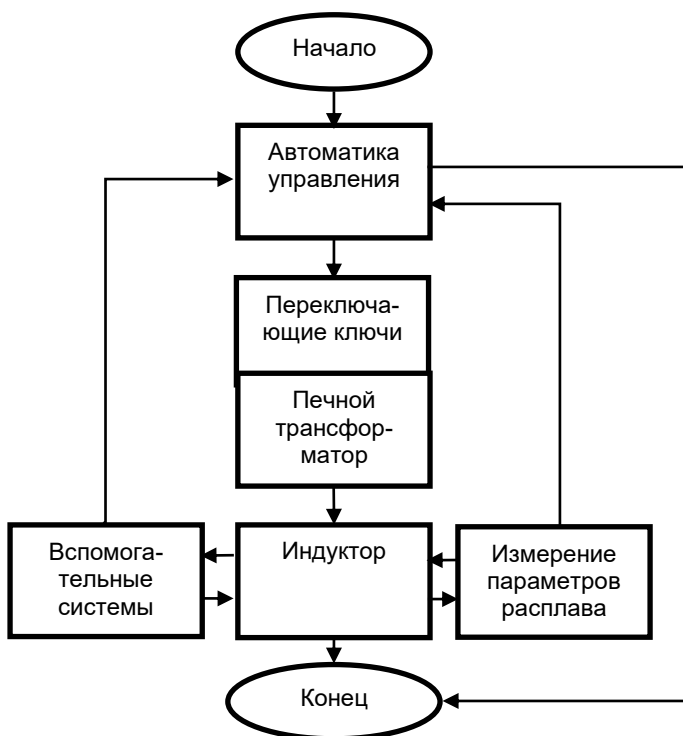 Начало
Автоматика
управления
Переключа-
ющие ключи
Печной
трансфор-
матор
Вспомога-
тельные
системы
Индуктор
Измерение
параметров
расплава
Конец